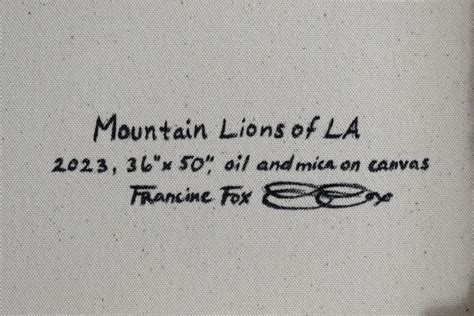 Mountain Lions of LA
2023, 36"x 50", oil and mica on canvas
Francine Fox